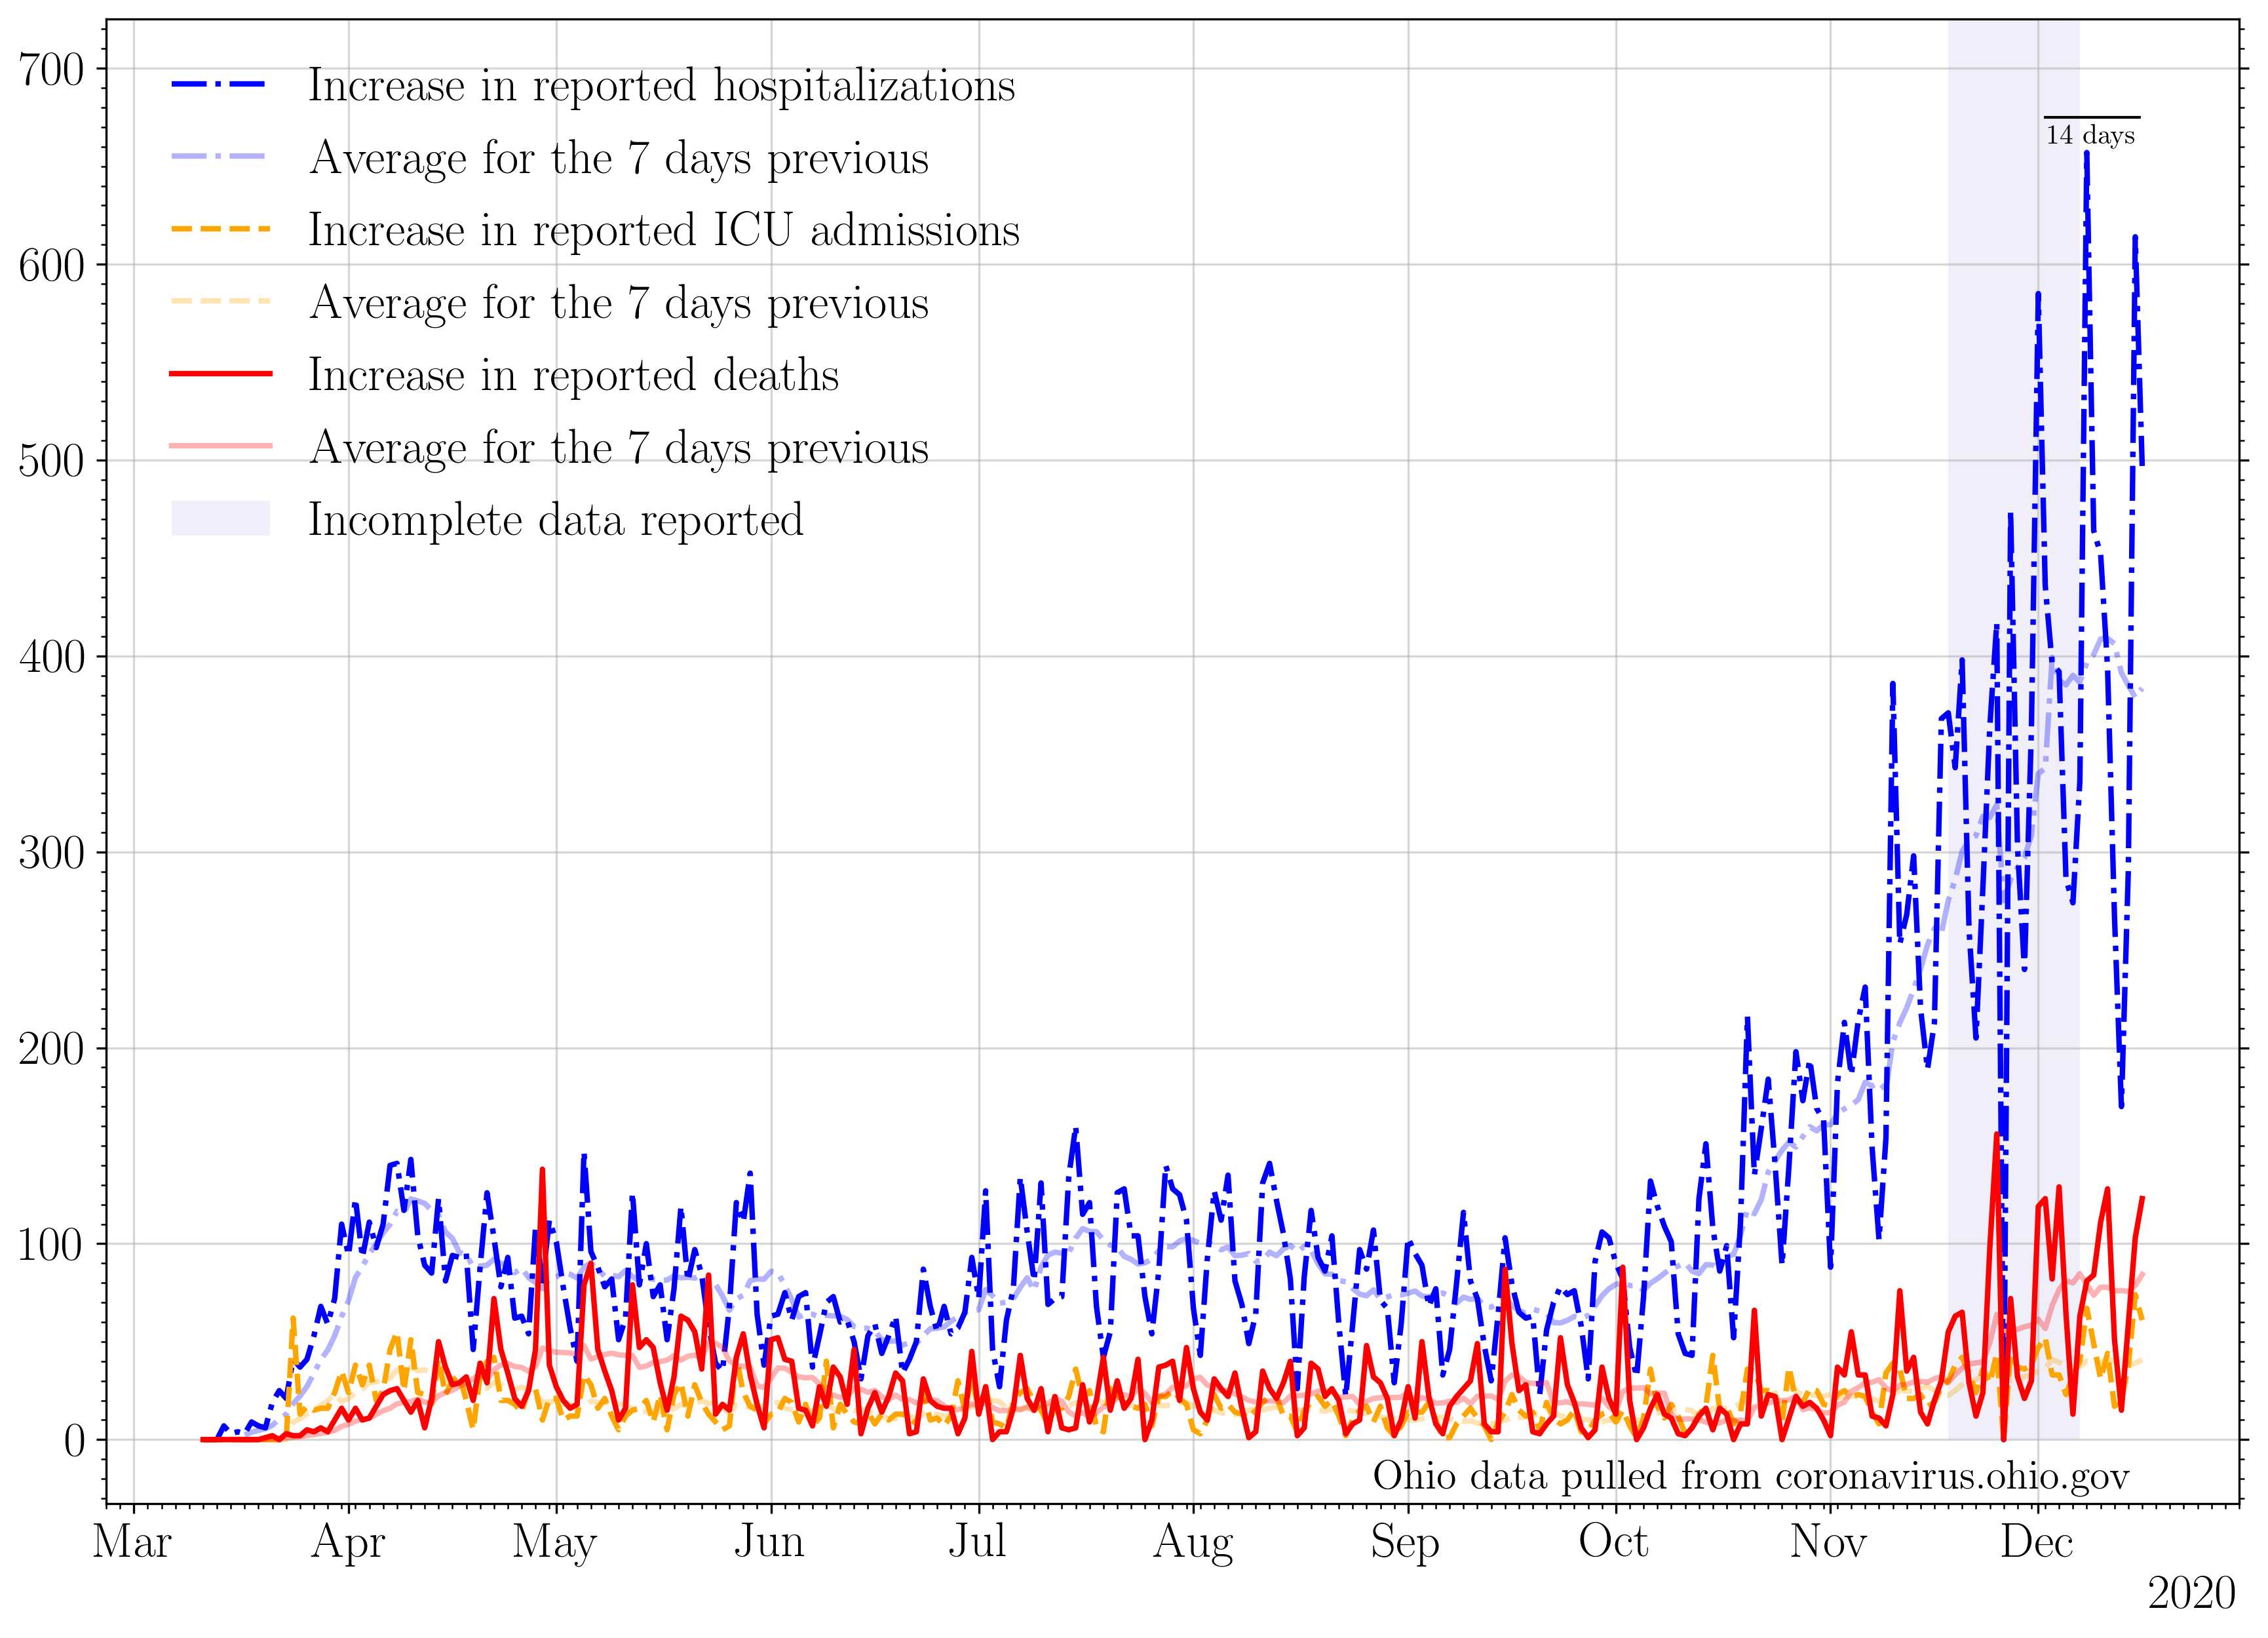 700
600
500
400
300
200
100
0
Increase in reported hospitalizations
Average for the 7 days previous
Increase in reported ICU admissions
Average for the 7 days previous
Increase in reported deaths
Average for the 7 days previous
Incomplete data reported
14 days
Ohio data pulled from coronavirus.ohio.gov
Mar Apr May Jun Jul Aug Sep Oct Nov Dec
2020